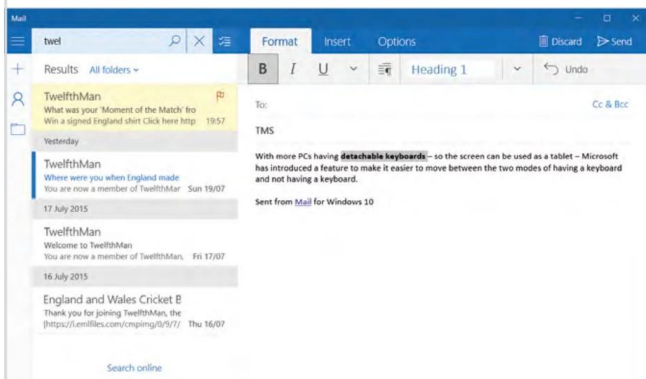 Mail
twel
Format Insert Options
Discard Send
Results All folders
B I U Heading 1 Undo
TwelfthMan
What was your 'Moment of the Match' fro
Win a signed England shirt Click here http 19:57
Yesterday
TwelfthMan
Where were you when England made
You are now a member of TwelfthMar Sun 19/07
17 July 2015
TwelfthMan
Welcome to TwelfthMan
You are now a member of TwelfthMan, Fri 17/07
16 July 2015
England and Wales Cricket B
Thank you for joining TwelfthMan, the
[https://i.emlfiles.com/cmpimg/0/9/7/ Thu 16/07
Search online
To: Cc & Bcc
TMS
With more PCs having detachable keyboards – so the screen can be used as a tablet – Microsoft
has introduced a feature to make it easier to move between the two modes of having a keyboard
and not having a keyboard.
Sent from Mail for Windows 10